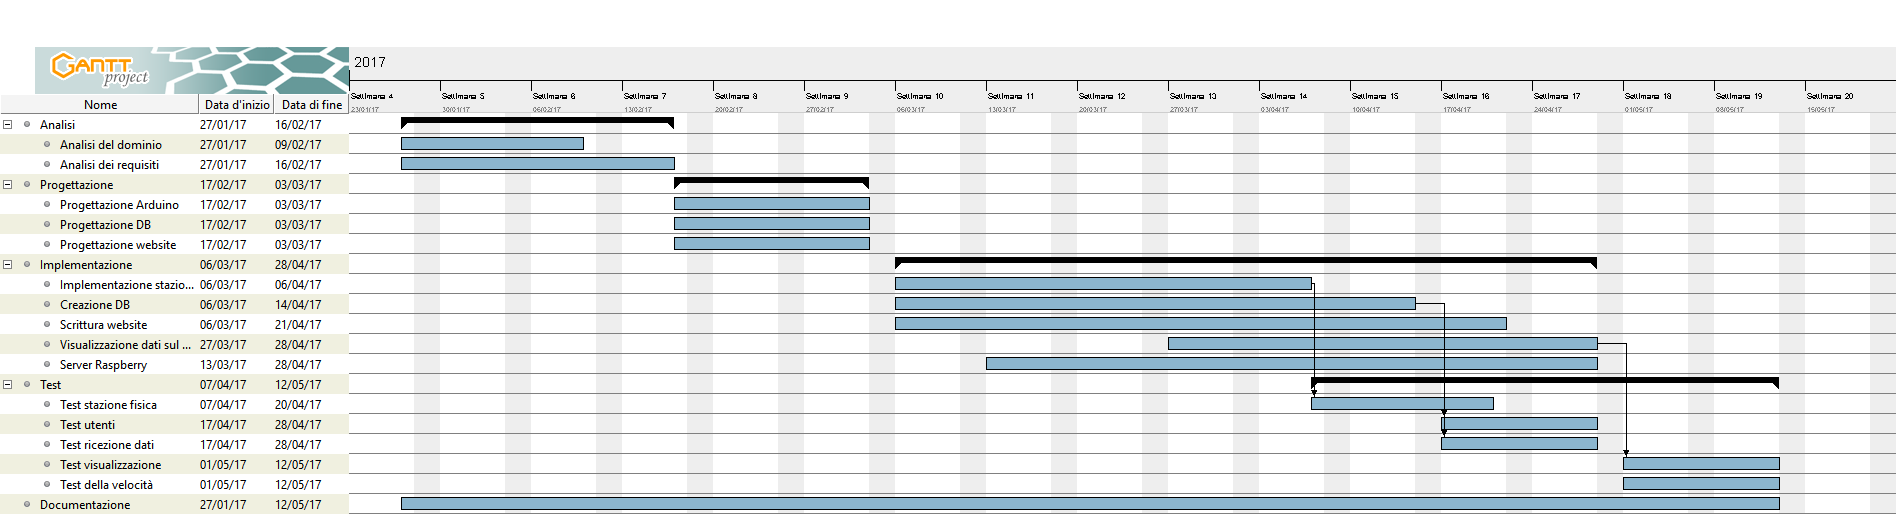 GANTT
project
2017
Settimana 4 Settimana 5 Settimana 6 Settimana 7 Settimana 8 Settimana 9 Settimana 10 Settimana 11 Settimana 12 Settimana 13 Settimana 14 Settimana 15 Settimana 16 Settimana 17 Settimana 18 Settimana 19 Settimana 20
Nome Data d'inizio Data di fine 23/01/17 30/01/17 06/02/17 13/02/17 20/02/17 27/02/17 06/03/17 13/03/17 20/03/17 27/03/17 03/04/17 10/04/17 17/04/17 24/04/17 01/05/17 08/05/17 15/05/17
Analisi 27/01/17 16/02/17
Analisi del dominio 27/01/17 09/02/17
Analisi dei requisiti 27/01/17 16/02/17
Progettazione 17/02/17 03/03/17
Progettazione Arduino 17/02/17 03/03/17
Progettazione DB 17/02/17 03/03/17
Progettazione website 17/02/17 03/03/17
Implementazione 06/03/17 28/04/17
Implementazione stazio... 06/03/17 06/04/17
Creazione DB 06/03/17 14/04/17
Scrittura website 06/03/17 21/04/17
Visualizzazione dati sul ... 27/03/17 28/04/17
Server Raspberry 13/03/17 28/04/17
Test 07/04/17 12/05/17
Test stazione fisica 07/04/17 20/04/17
Test utenti 17/04/17 28/04/17
Test ricezione dati 17/04/17 28/04/17
Test visualizzazione 01/05/17 12/05/17
Test della velocità 01/05/17 12/05/17
Documentazione 27/01/17 12/05/17